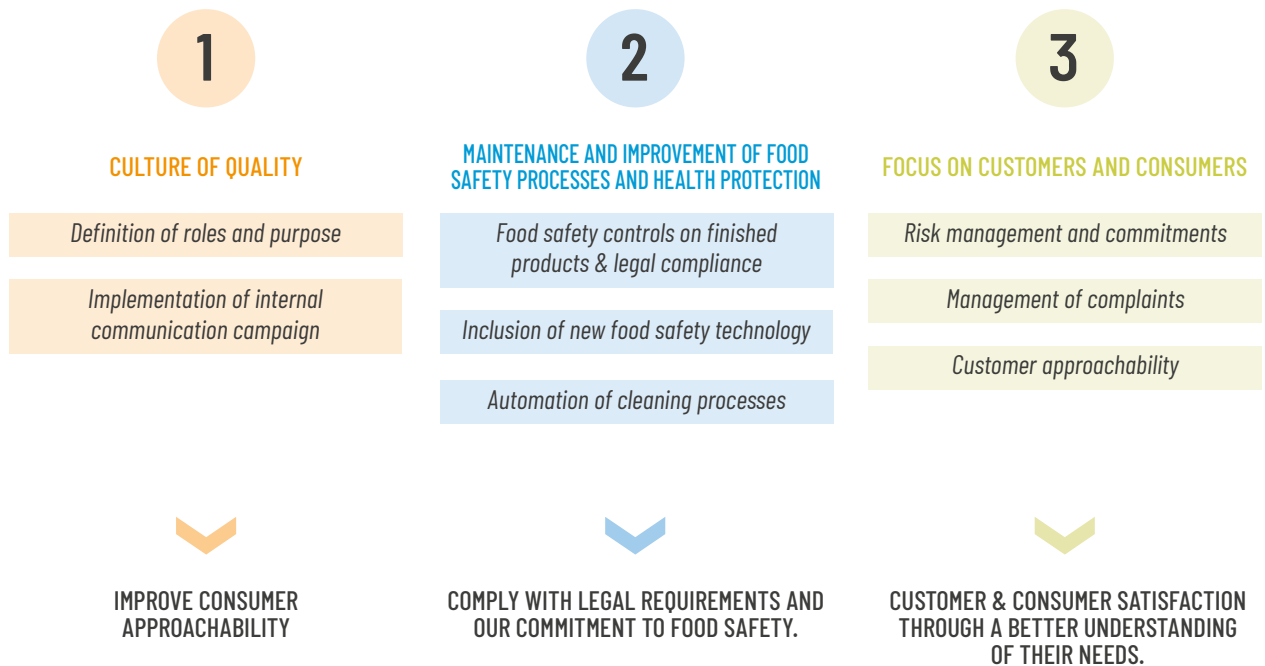 1
CULTURE OF QUALITY
Definition of roles and purpose
Implementation of internal
communication campaign
IMPROVE CONSUMER
APPROACHABILITY
2
MAINTENANCE AND IMPROVEMENT OF FOOD
SAFETY PROCESSES AND HEALTH PROTECTION
Food safety controls on finished
products & legal compliance
Inclusion of new food safety technology
Automation of cleaning processes
COMPLY WITH LEGAL REQUIREMENTS AND
OUR COMMITMENT TO FOOD SAFETY.
3
FOCUS ON CUSTOMERS AND CONSUMERS
Risk management and commitments
Management of complaints
Customer approachability
CUSTOMER & CONSUMER SATISFACTION
THROUGH A BETTER UNDERSTANDING
OF THEIR NEEDS.